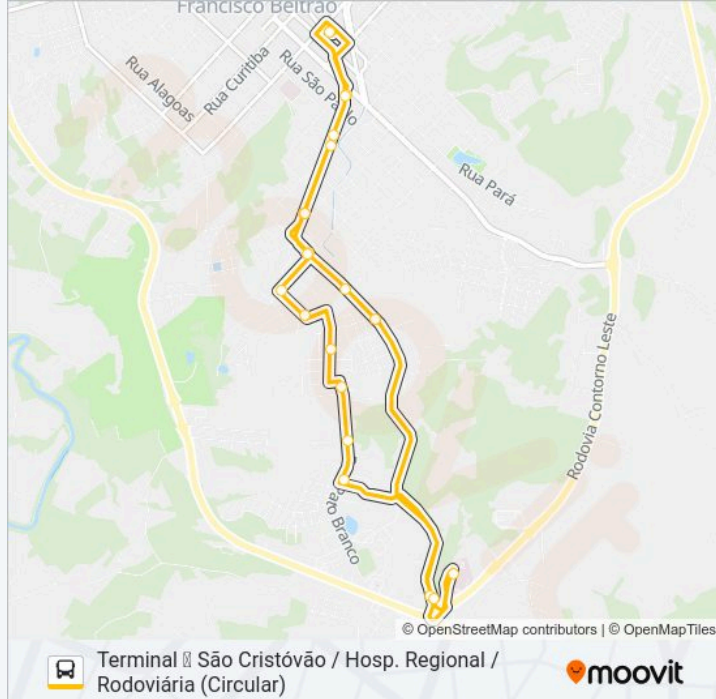 Francisco Beltrão
Rua Alagoas
Rua Curitiba
Rua São Paulo
Rua Pará
Rodovia Contorno Leste
Pato Branco
© OpenStreetMap contributors | © OpenMapTiles
Terminal ⍰ São Cristóvão / Hosp. Regional /
Rodoviária (Circular)
moovit